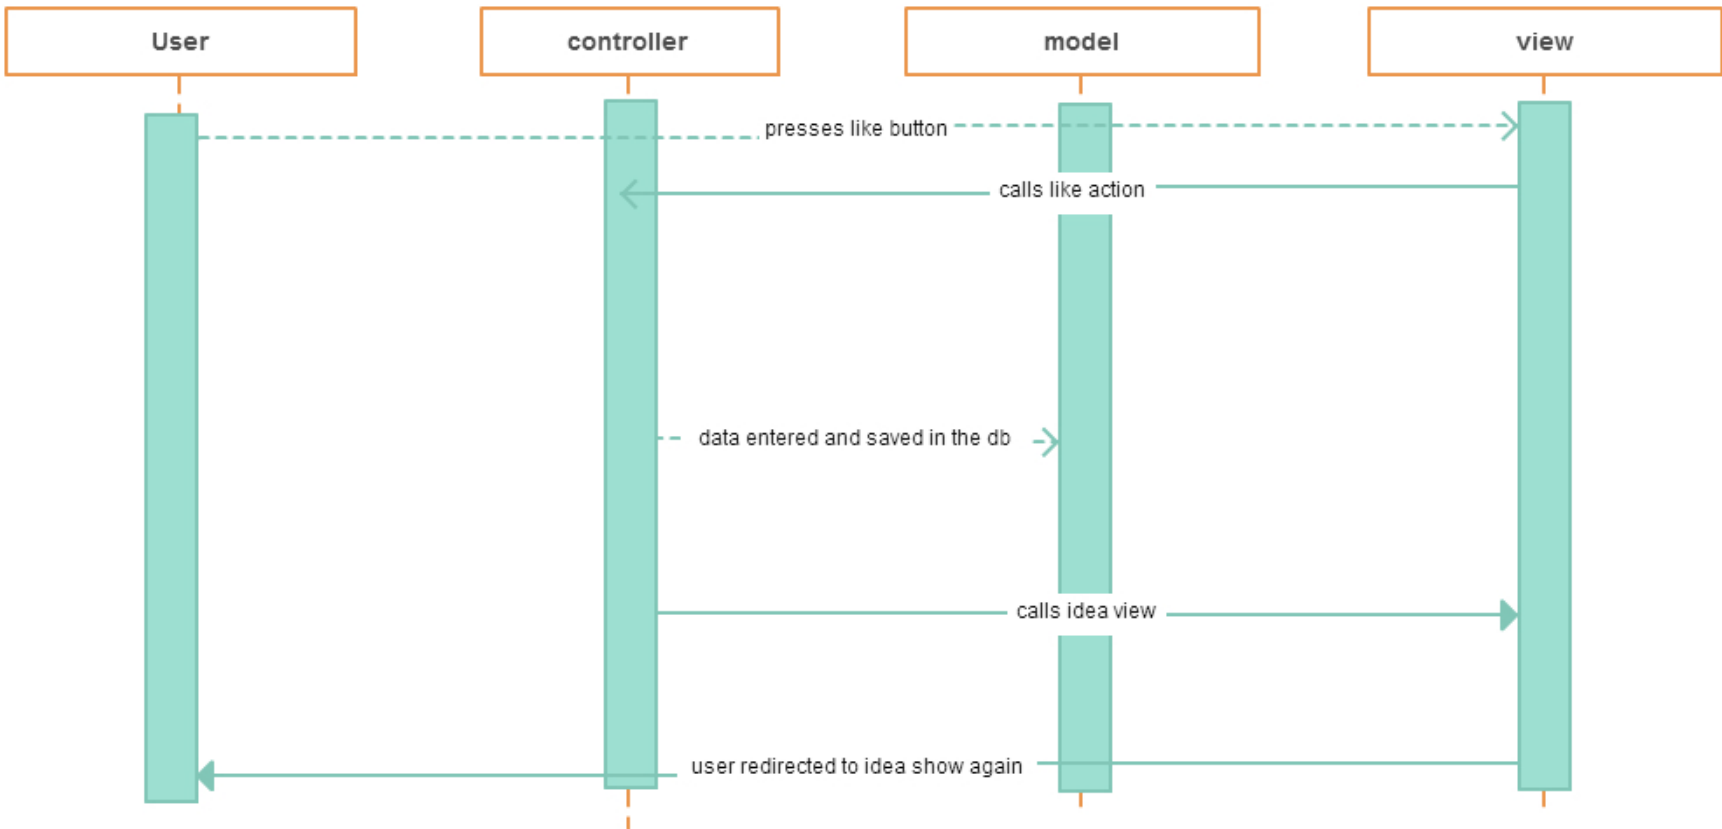 User
controller
model
view
presses like button
calls like action
data entered and saved in the db
calls idea view
user redirected to idea show again